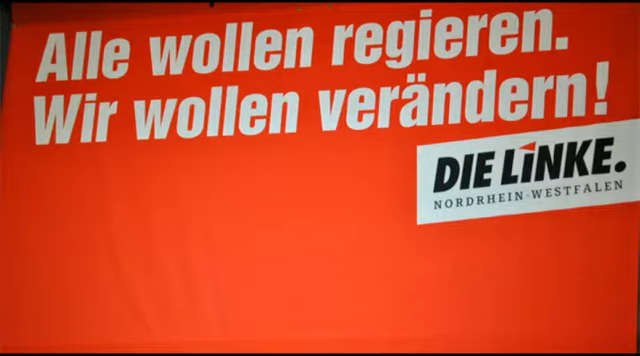 Alle wollen regieren.
Wir wollen verändern!
DIE LINKE.
NORDRHEIN-WESTFALEN